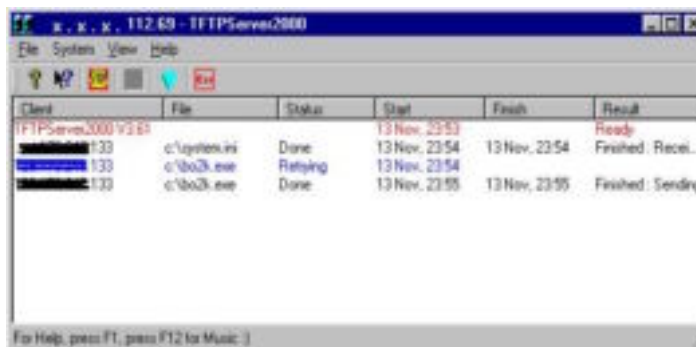 x . x . x . 112.69 - TFTPServer2000
File System View Help
Client File Status Start Finish Result
TFTPServer2000 V3.61 13 Nov, 23:53 Ready
133 c:\system.ini Done 13 Nov, 23:54 13 Nov, 23:54 Finished : Recei...
133 c:\bo2k.exe Retrying 13 Nov, 23:54
133 c:\bo2k.exe Done 13 Nov, 23:55 13 Nov, 23:55 Finished : Sending
For Help, press F1, press F12 for Music :)